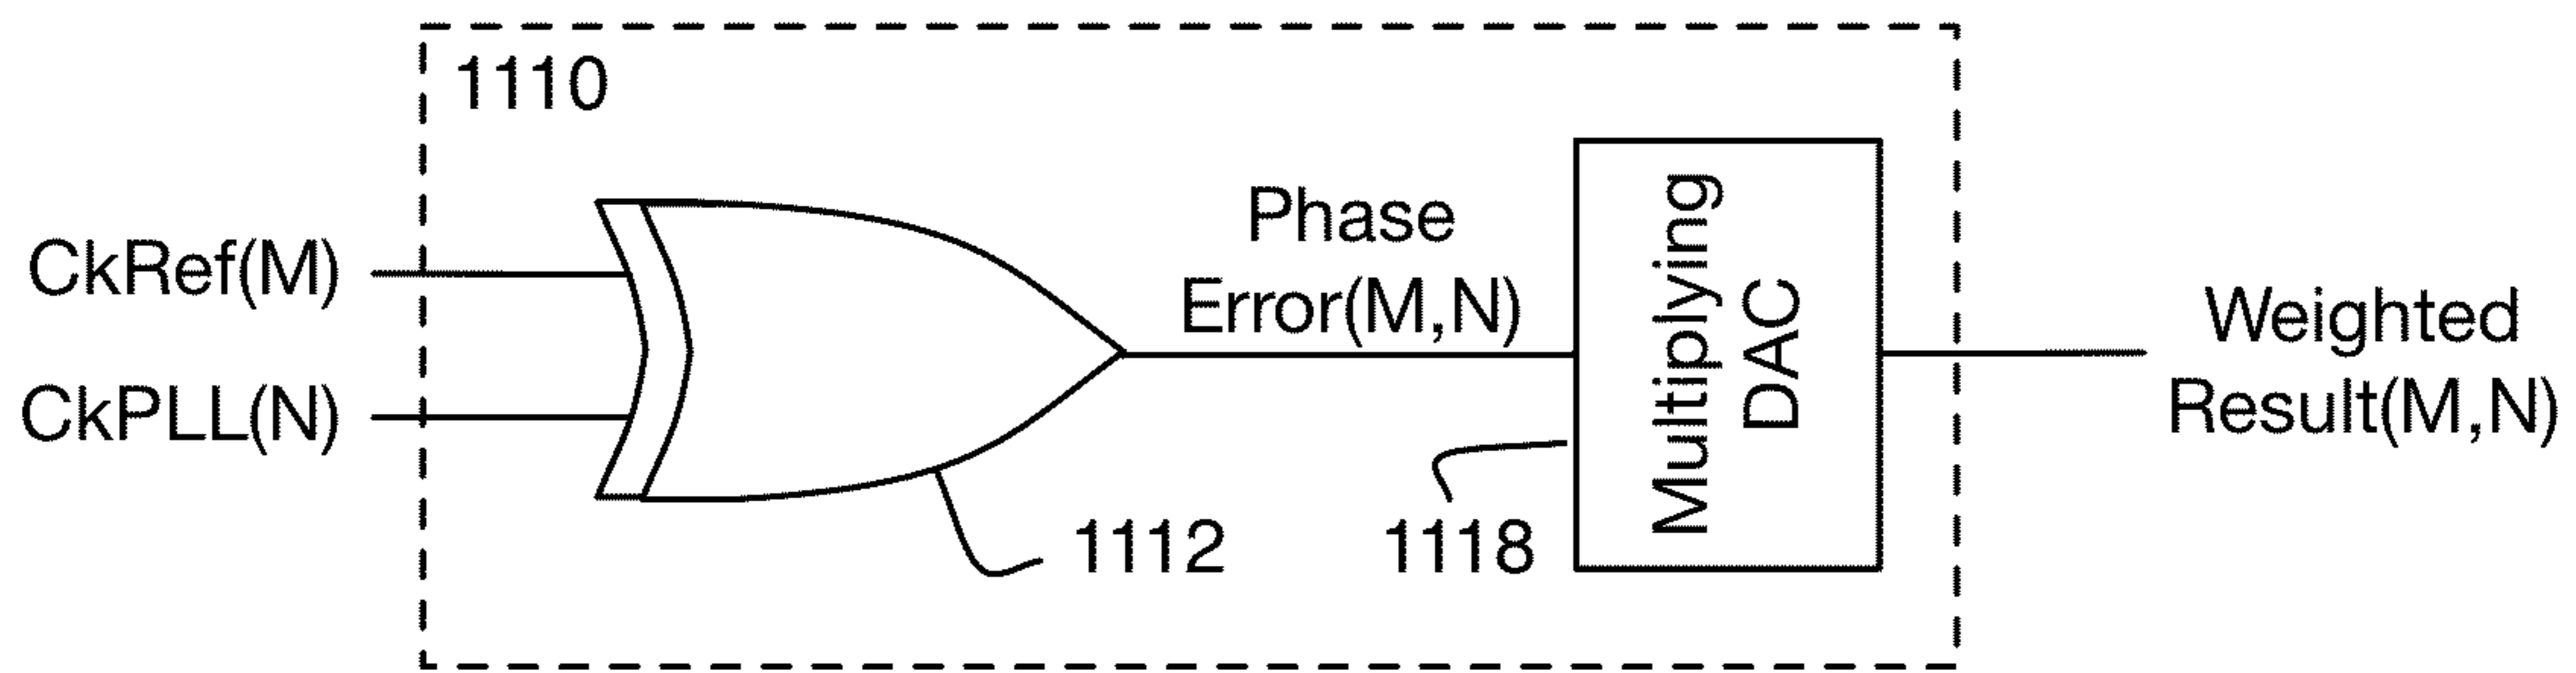 1110
CkRef(M)
CkPLL(N)
Phase
Error(M,N)
1112
1118
Multiplying
DAC
Weighted
Result(M,N)